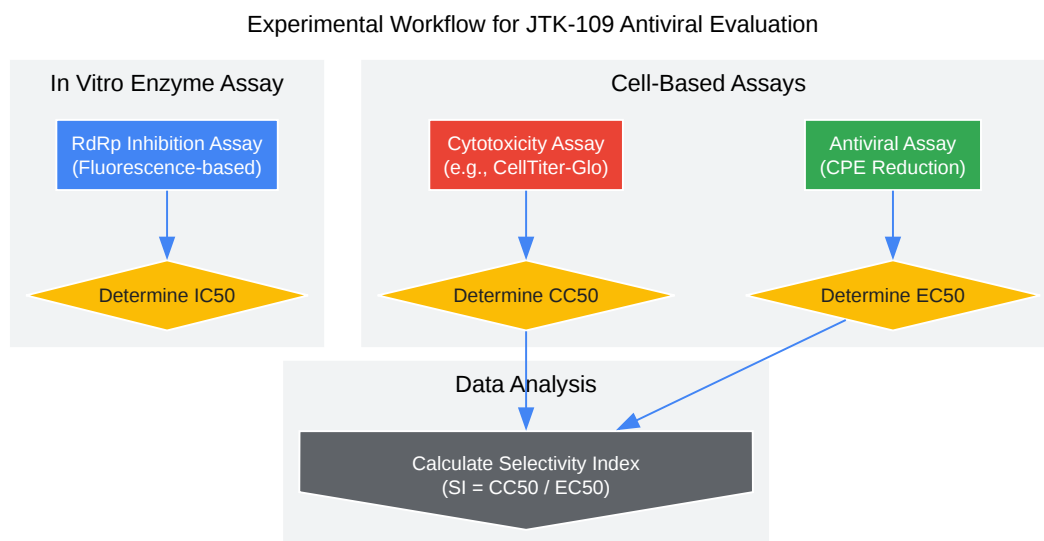 Experimental Workflow for JTK-109 Antiviral Evaluation
In Vitro Enzyme Assay
RdRp Inhibition Assay
(Fluorescence-based)
Determine IC50
Cell-Based Assays
Cytotoxicity Assay
(e.g., CellTiter-Glo)
Determine CC50
Antiviral Assay
(CPE Reduction)
Determine EC50
Data Analysis
Calculate Selectivity Index
(SI = CC50 / EC50)